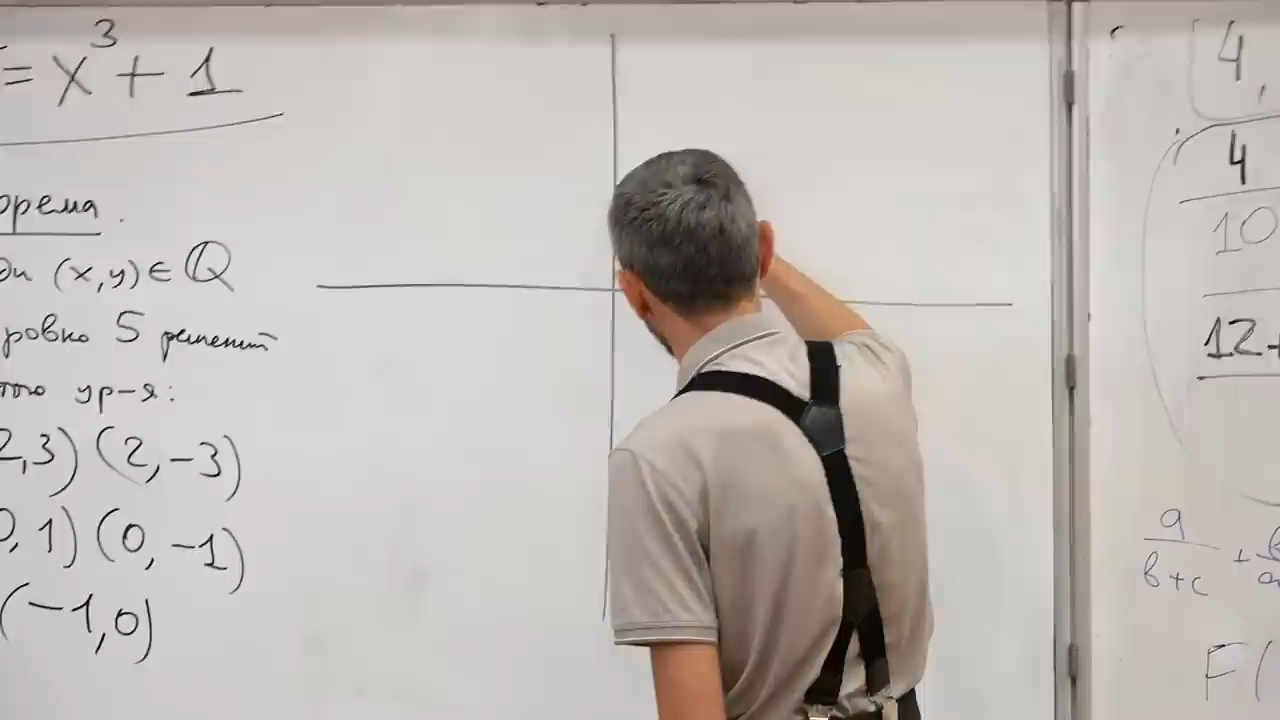 = x³ + 1
орема.
(x,y) ∈ ℚ
ровно 5 решений
того ур-я:
2,3) (2,-3)
0,1) (0,-1)
(-1,0)
4,
4
10
12+
a/(b+c) +
F(